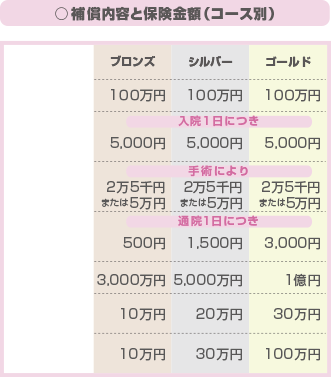 ○補償内容と保険金額(コース別)
ブロンズ シルバー ゴールド
100万円 100万円 100万円
入院1日につき
5,000円 5,000円 5,000円
手術により
2万5千円 2万5千円 2万5千円
または5万円 または5万円 または5万円
通院1日につき
500円 1,500円 3,000円
3,000万円 5,000万円 1億円
10万円 20万円 30万円
10万円 30万円 100万円